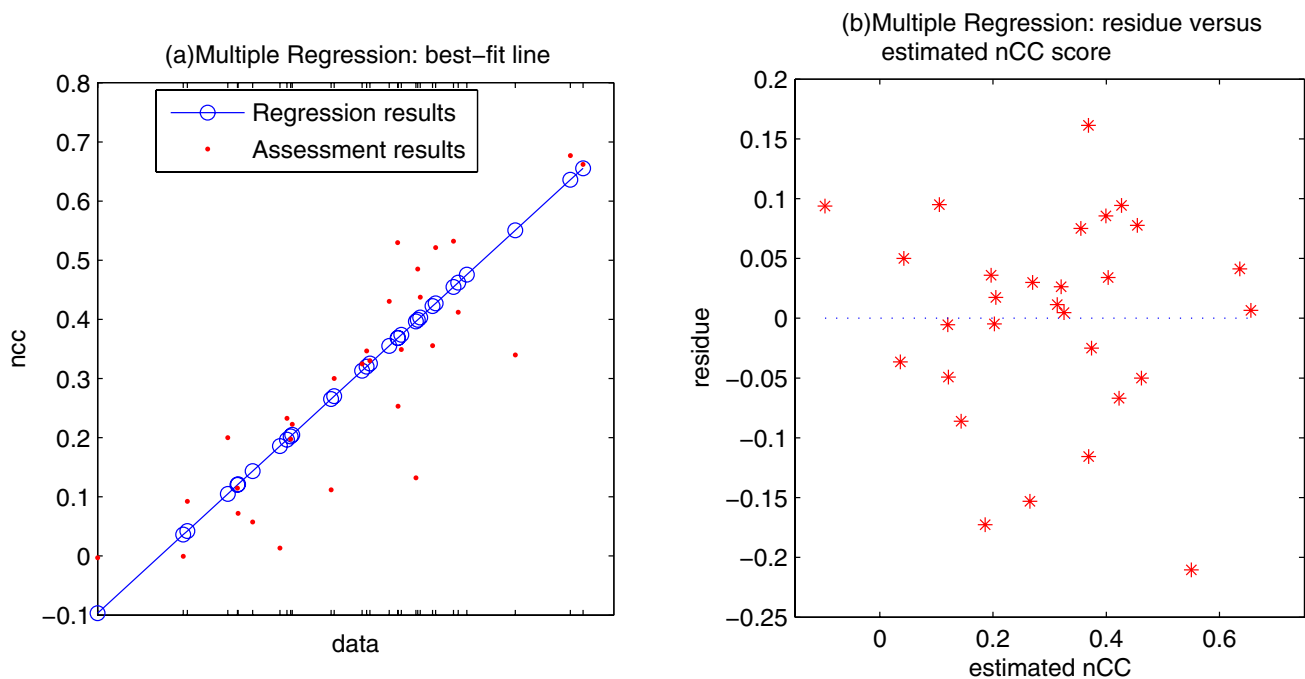 (a)Multiple Regression: best−fit line
0.8
0.7
0.6
0.5
0.4
0.3
0.2
0.1
0
−0.1
ncc
data
Regression results
Assessment results
(b)Multiple Regression: residue versus
estimated nCC score
0.2
0.15
0.1
0.05
0
−0.05
−0.1
−0.15
−0.2
−0.25
residue
0
0.2
0.4
0.6
estimated nCC